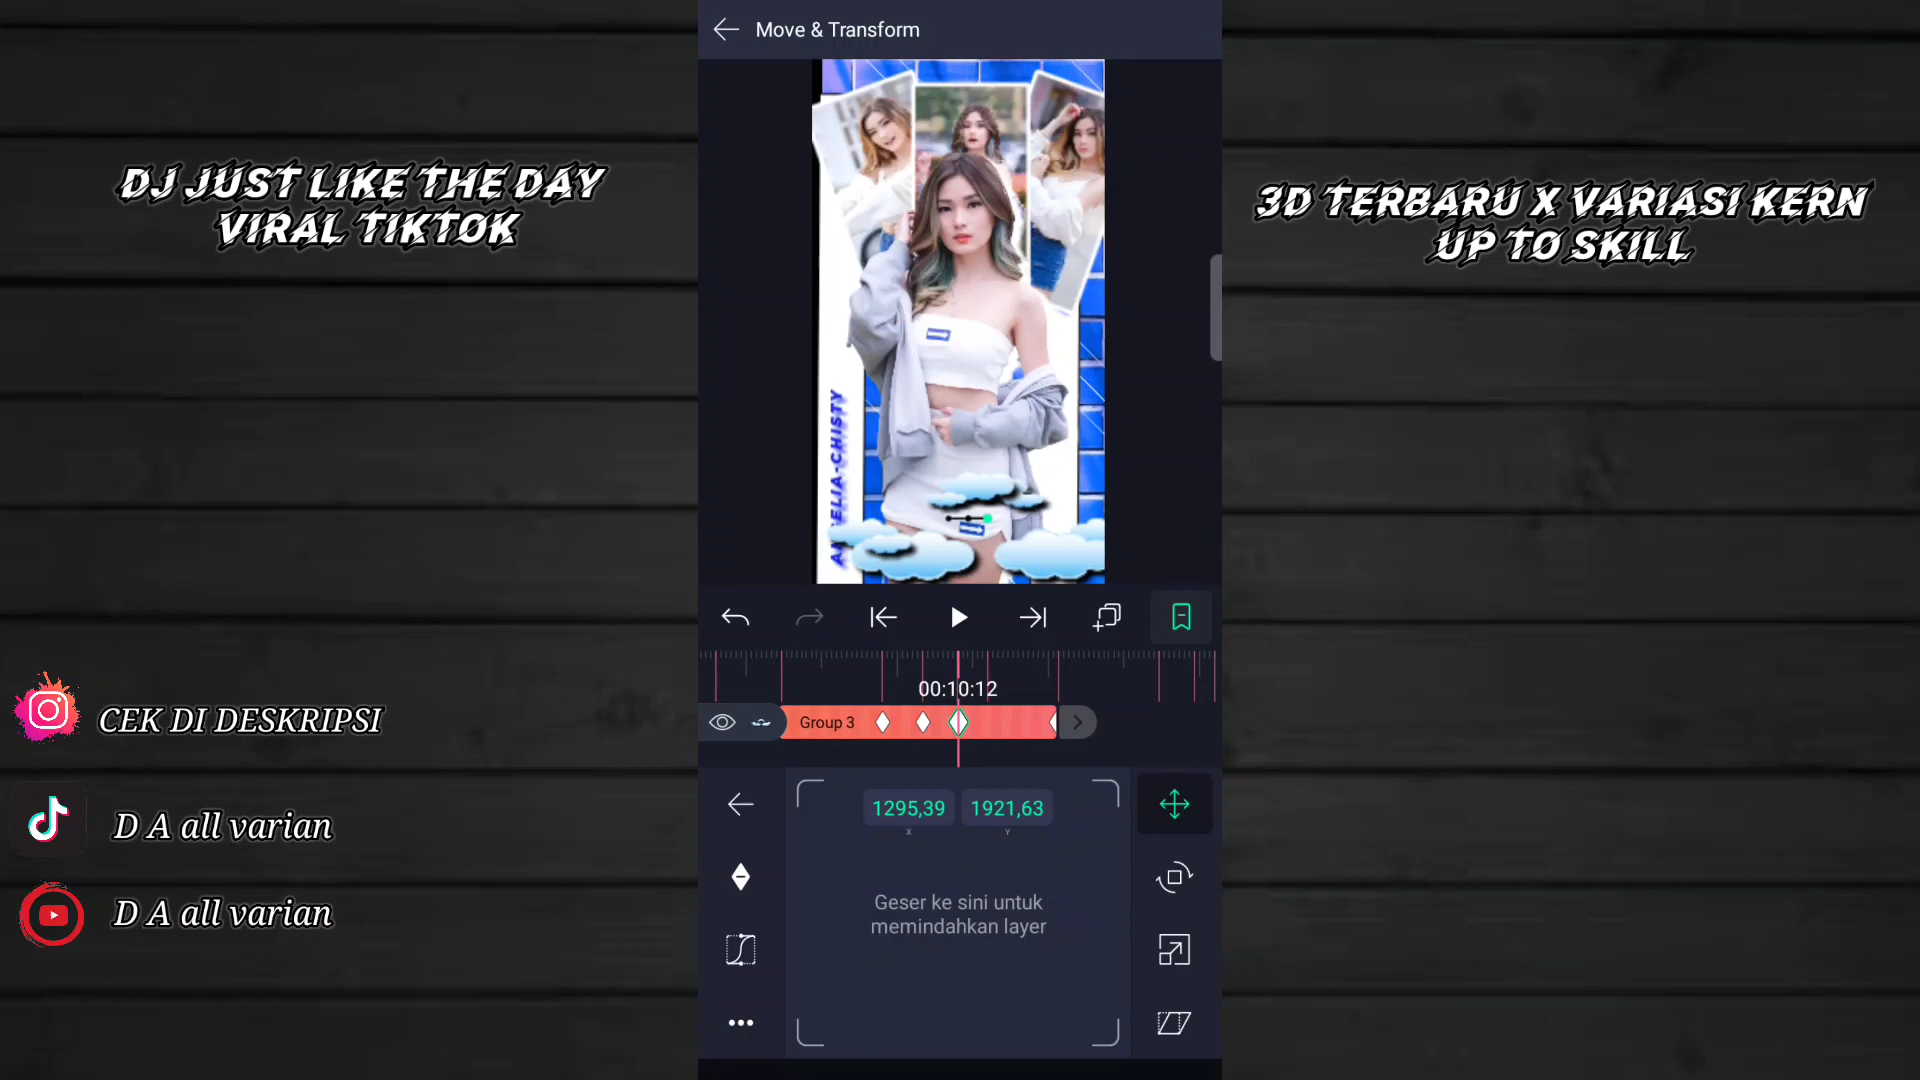 Move & Transform
DJ JUST LIKE THE DAY
VIRAL TIKTOK
3D TERBARU X VARIASI KERN
UP TO SKILL
00:10:12
Group 3
1295,39
1921,63
X
Y
Geser ke sini untuk
memindahkan layer
CEK DI DESKRIPSI
D A all varian
D A all varian